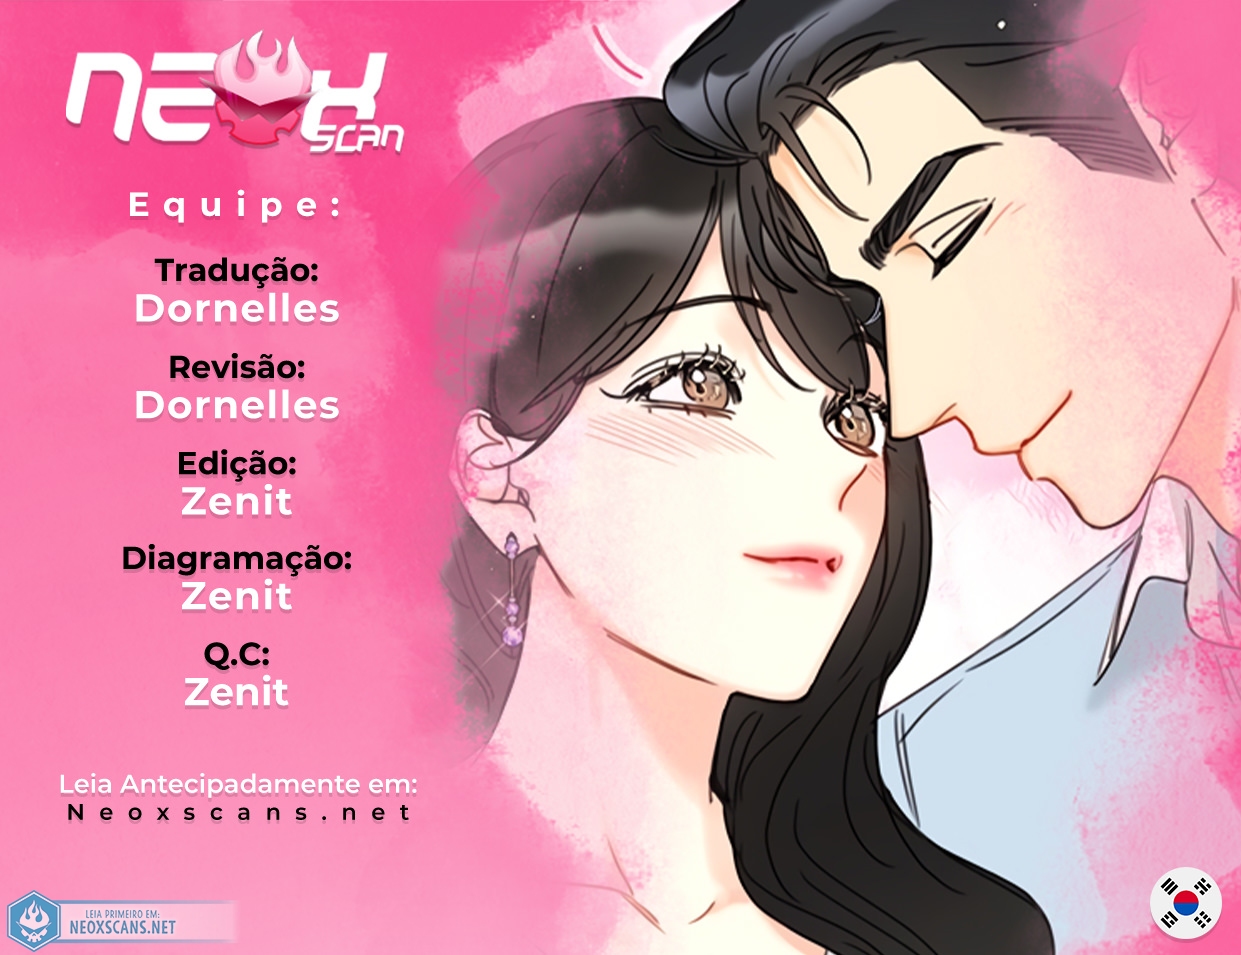 NEOX
SCAN
Equipe:
Tradução:
Dornelles
Revisão:
Dornelles
Edição:
Zenit
Diagramação:
Zenit
Q.C:
Zenit
Leia Antecipadamente em:
Neoxscans.net
LEIA PRIMEIRO EM:
NEOXSCANS.NET